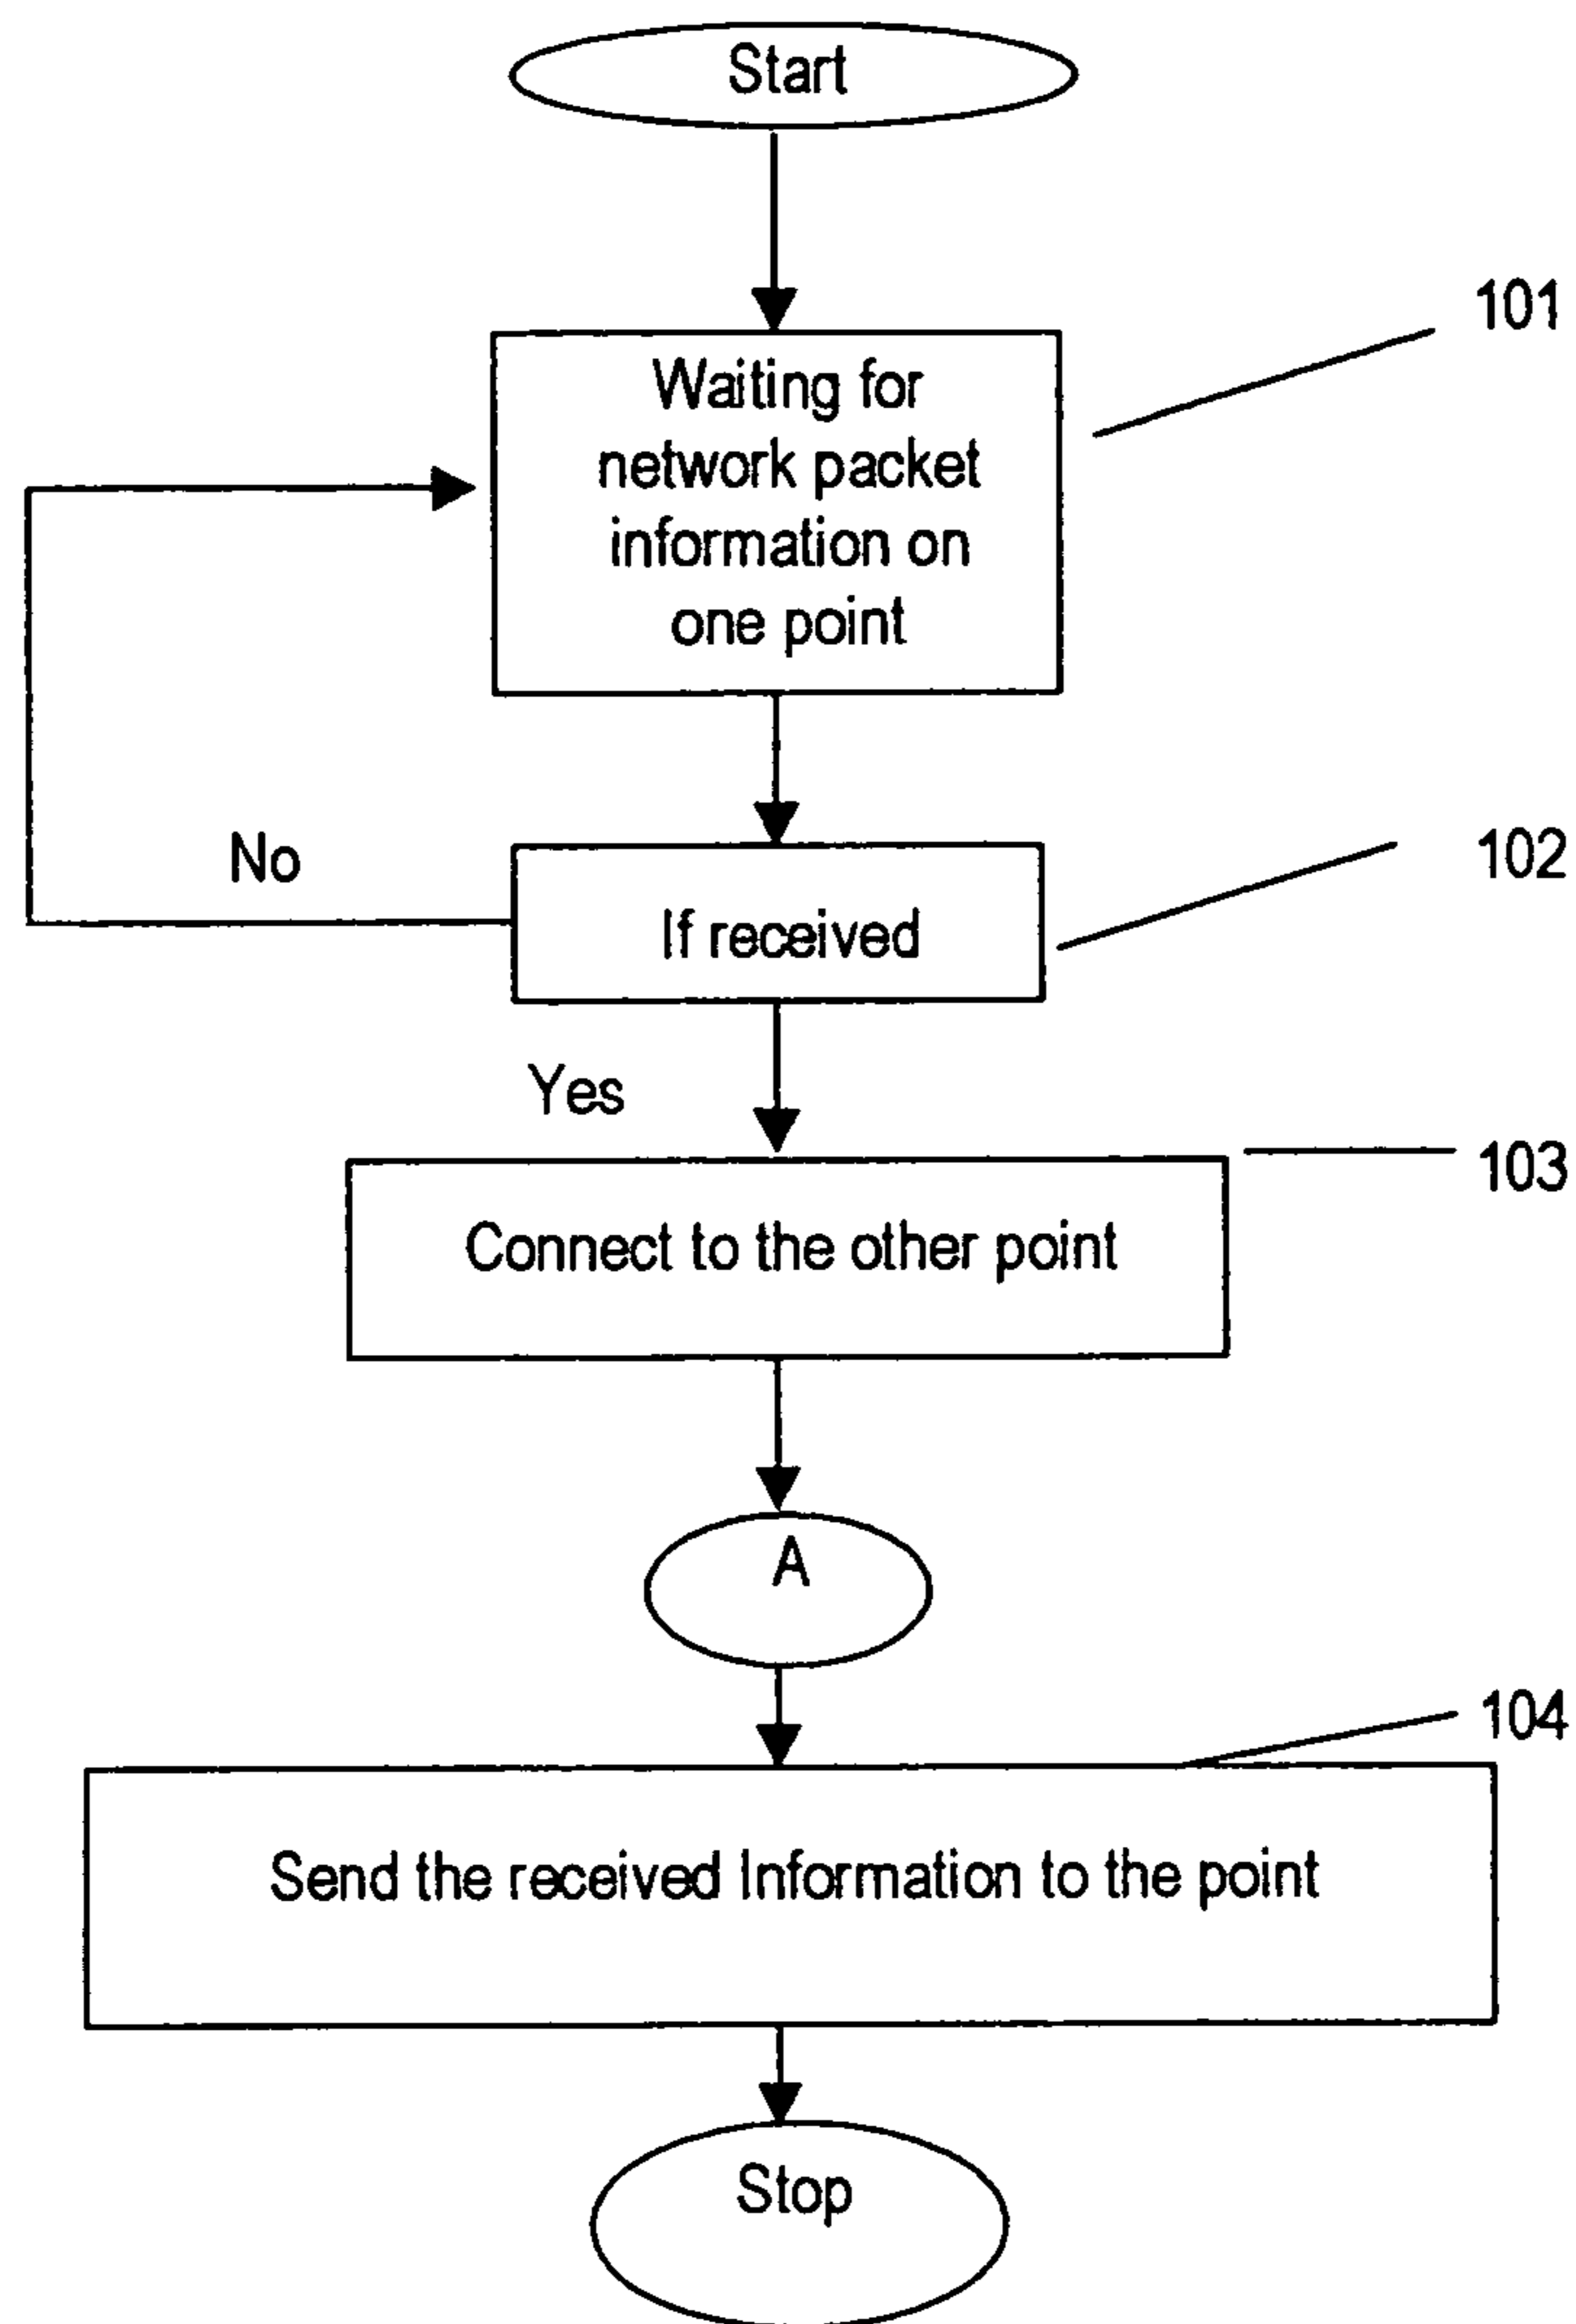 Start
101
Waiting for
network packet
information on
one point
No
102
If received
Yes
103
Connect to the other point
A
104
Send the received Information to the point
Stop